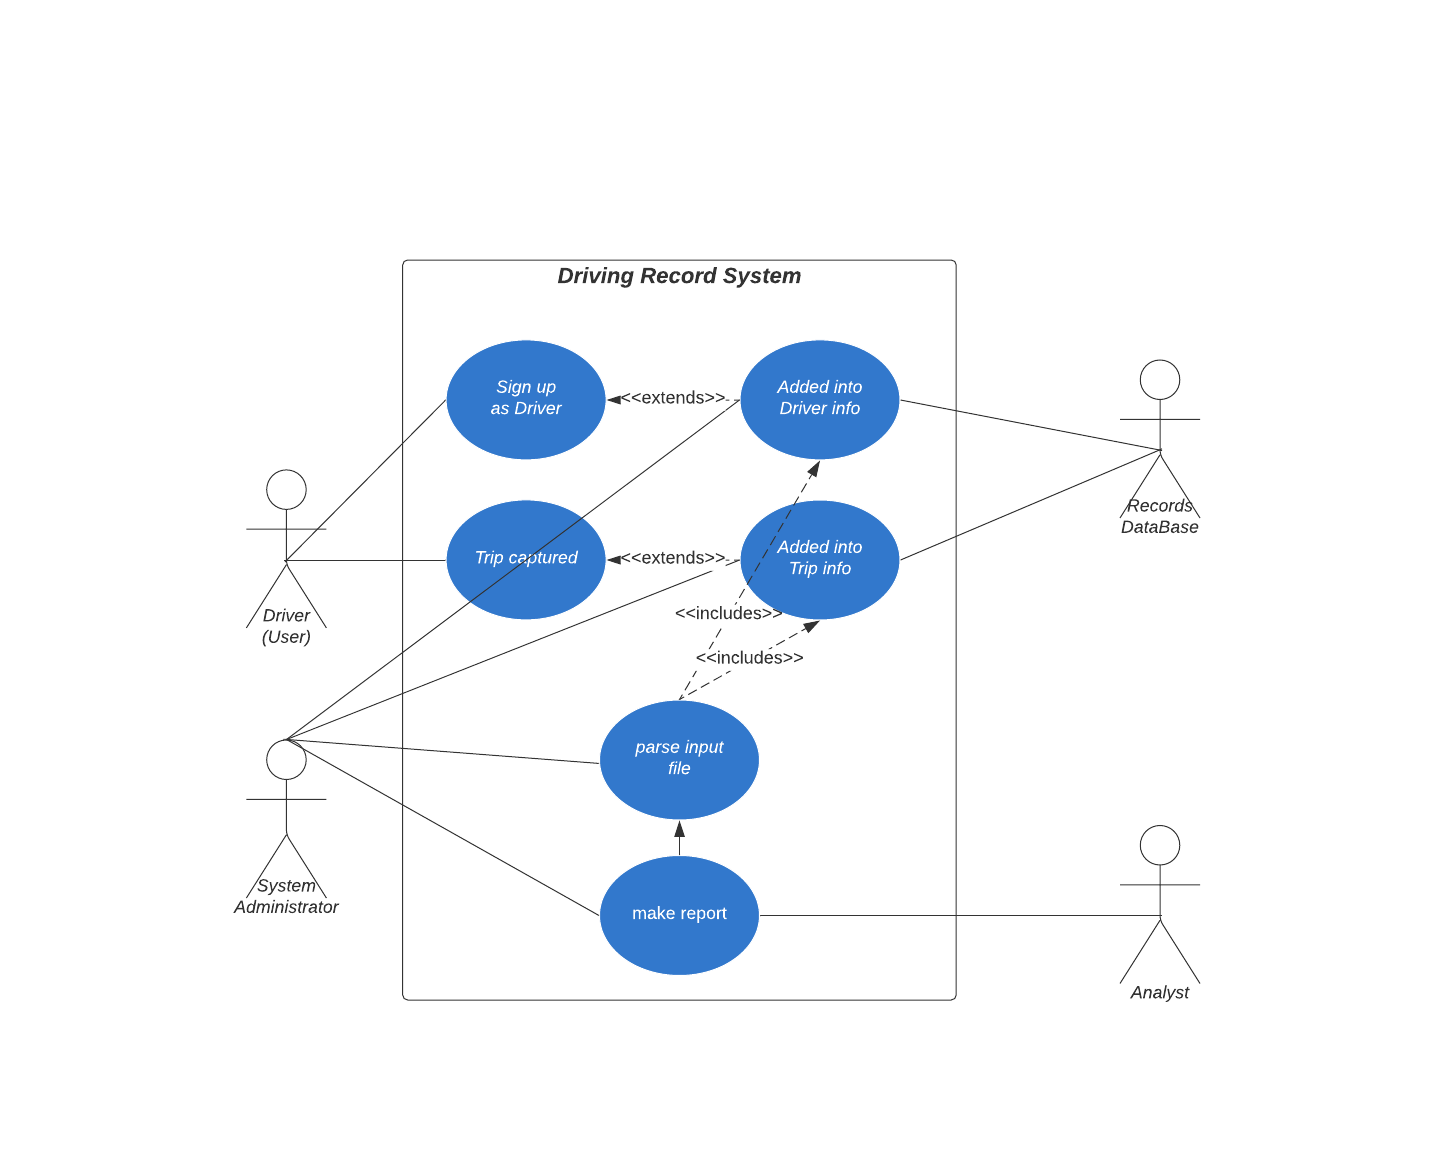 Driving Record System
Sign up
as Driver
<<extends>>
Added into
Driver info
Records
DataBase
Trip captured
<<extends>>
Added into
Trip info
Driver
(User)
<<includes>>
<<includes>>
parse input
file
System
Administrator
make report
Analyst